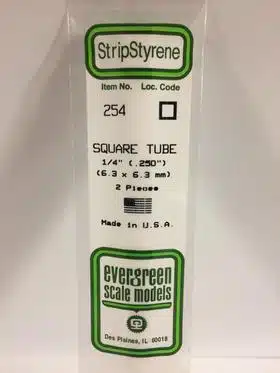 StripStyrene
Item No. Loc. Code
254
SQUARE TUBE
1/4" (.250")
(6.3 x 6.3 mm)
2 Pieces
Made in U.S.A.
evergreen
scale models
Des Plaines, IL 60018